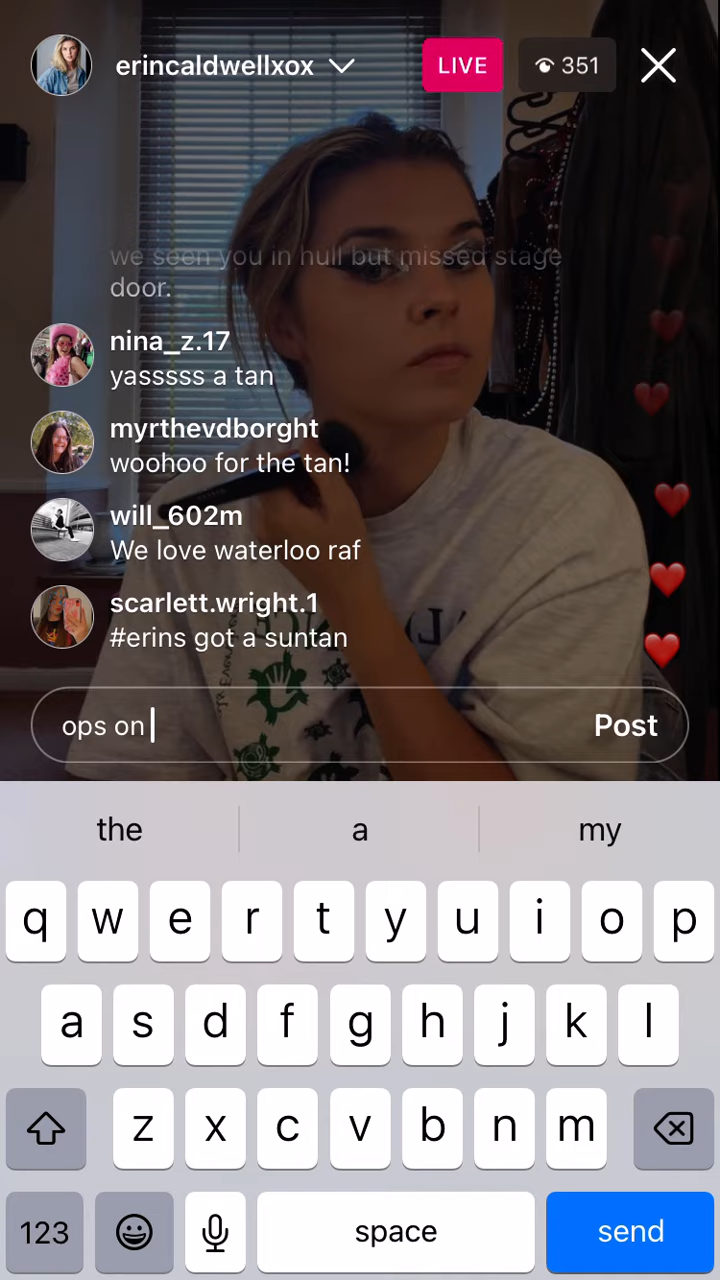 erincaldwellxox
LIVE
351
we seen you in hull but missed stage
door.
nina_z.17
yasssss a tan
myrthevdborght
woohoo for the tan!
will_602m
We love waterloo raf
scarlett.wright.1
#erins got a suntan
ops on
Post
the a my
q w e r t y u i o p
a s d f g h j k l
z x c v b n m
123 space send